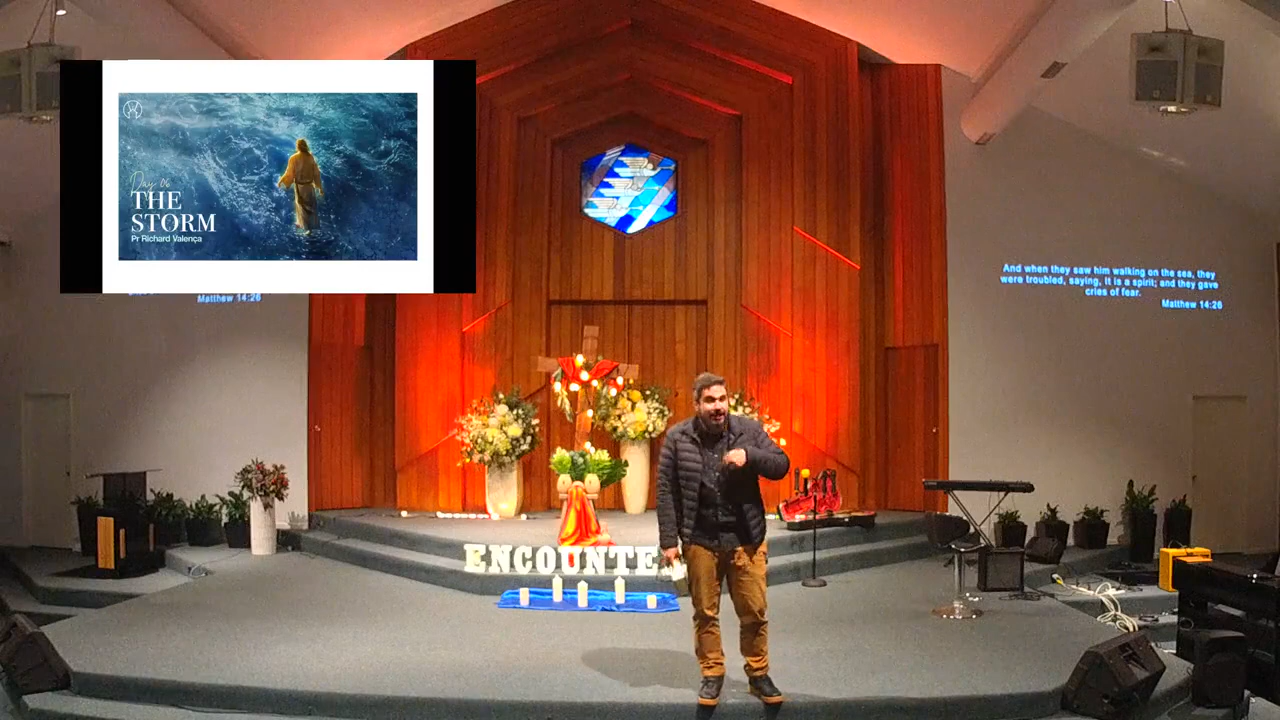 Day 06
THE
STORM
Pr Richard Valença
Matthew 14:26
And when they saw him walking on the sea, they
were troubled, saying, It is a spirit; and they gave
cries of fear.
Matthew 14:26
ENCOUNTE